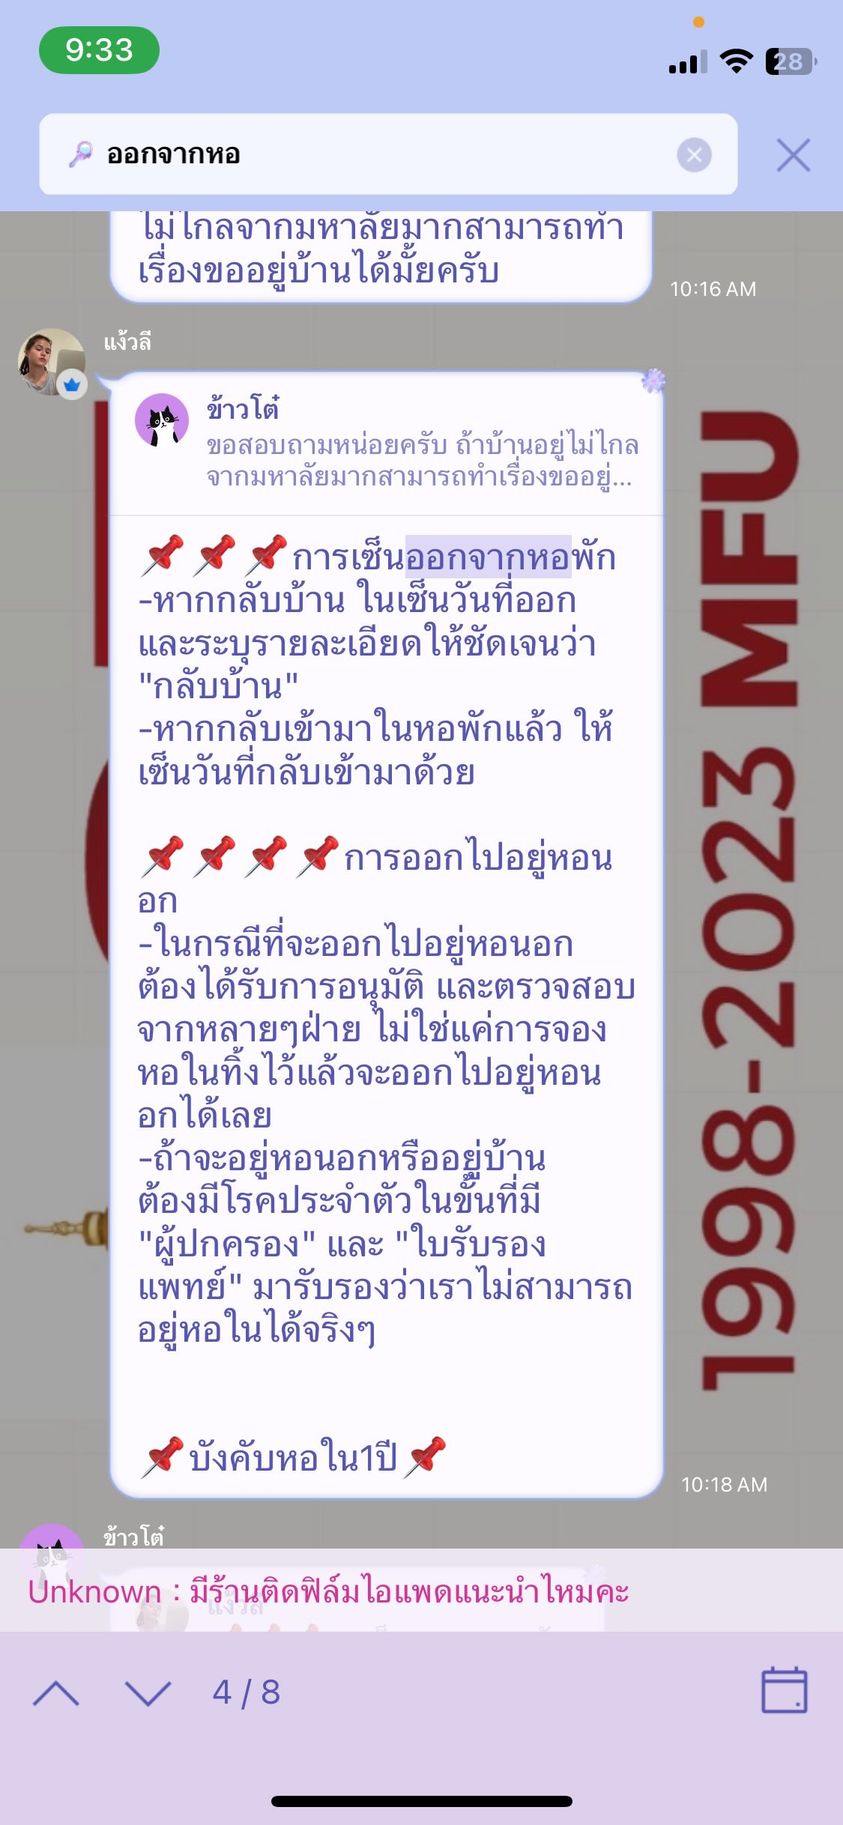 9:33
28
ออกจากหอ
ไม่ไกลจากมหาลัยมากสามารถทำ
เรื่องขออยู่บ้านได้มั้ยครับ
10:16 AM
แง้วลี
ข้าวโต๋
ขอสอบถามหน่อยครับ ถ้าบ้านอยู่ไม่ไกล
จากมหาลัยมากสามารถทำเรื่องขออยู่...
📌📌📌การเซ็นออกจากหอพัก
-หากกลับบ้าน ในเซ็นวันที่ออก
และระบุรายละเอียดให้ชัดเจนว่า
"กลับบ้าน"
-หากกลับเข้ามาในหอพักแล้ว ให้
เซ็นวันที่กลับเข้ามาด้วย
📌📌📌📌การออกไปอยู่หอน
อก
-ในกรณีที่จะออกไปอยู่หอนอก
ต้องได้รับการอนุมัติ และตรวจสอบ
จากหลายๆฝ่าย ไม่ใช่แค่การจอง
หอในทิ้งไว้แล้วจะออกไปอยู่หอน
อกได้เลย
-ถ้าจะอยู่หอนอกหรืออยู่บ้าน
ต้องมีโรคประจำตัวในขั้นที่มี
"ผู้ปกครอง" และ "ใบรับรอง
แพทย์" มารับรองว่าเราไม่สามารถ
อยู่หอในได้จริงๆ
📌บังคับหอใน1ปี📌
10:18 AM
1998-2023 MFU
ข้าวโต๋
Unknown : มีร้านติดฟิล์มไอแพดแนะนำไหมคะ
แง้วลี
4 / 8